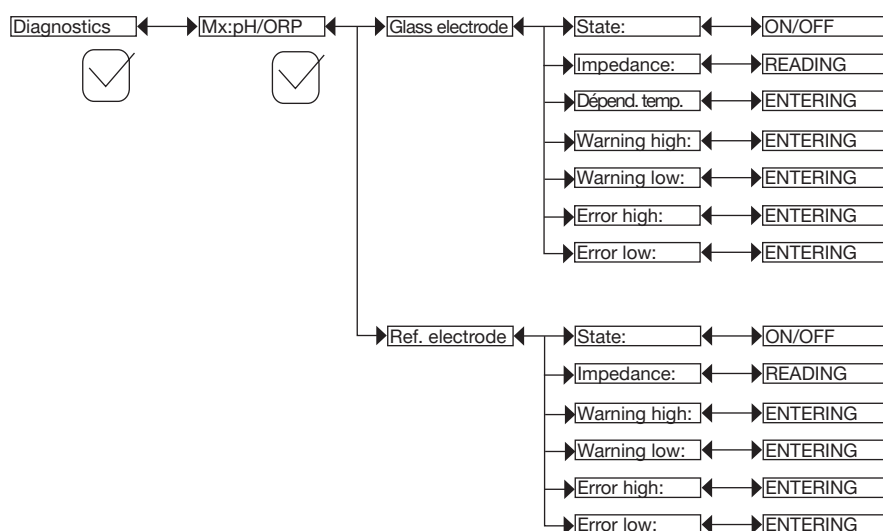 Diagnostics Mx:pH/ORP Glass electrode State: ON/OFF
Impedance: READING
Dépend. temp. ENTERING
Warning high: ENTERING
Warning low: ENTERING
Error high: ENTERING
Error low: ENTERING
Ref. electrode State: ON/OFF
Impedance: READING
Warning high: ENTERING
Warning low: ENTERING
Error high: ENTERING
Error low: ENTERING